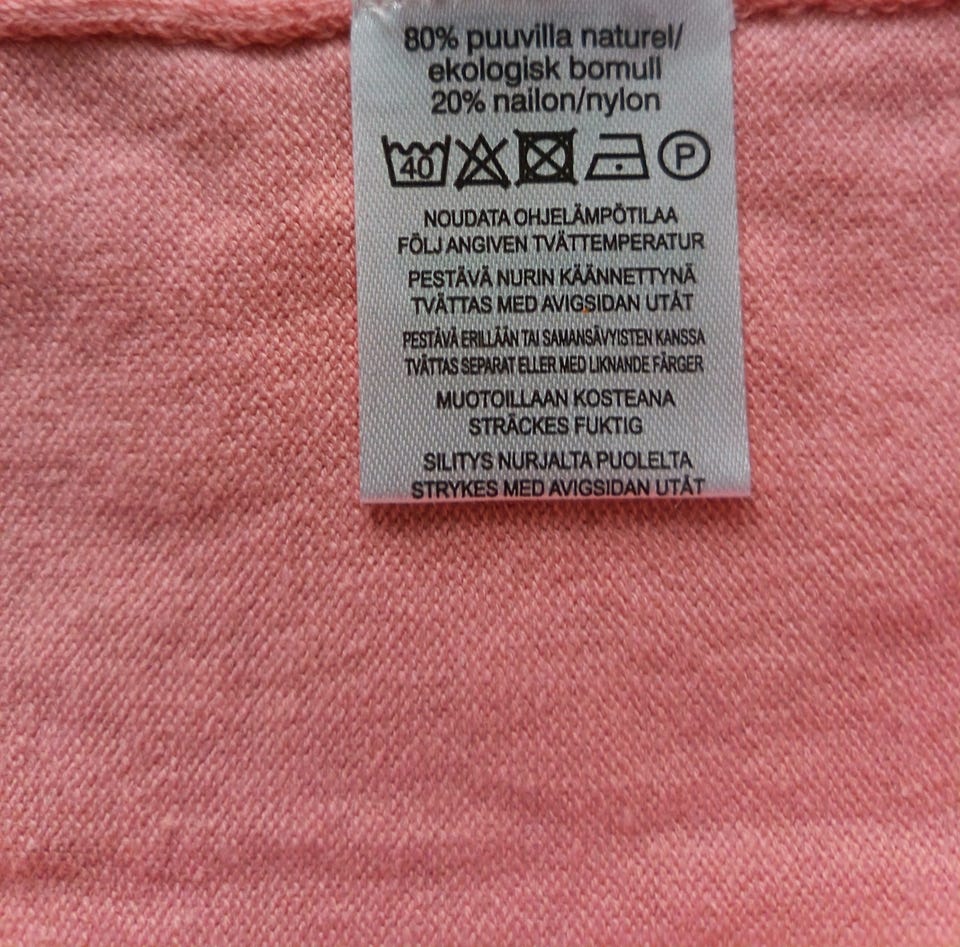 80% puuvilla naturel/
ekologisk bomull
20% nailon/nylon
40 P
NOUDATA OHJELÄMPÖTILAA
FÖLJ ANGIVEN TVÄTTEMPERATUR
PESTÄVÄ NURIN KÄÄNNETTYNÄ
TVÄTTAS MED AVIGSIDAN UTÅT
PESTÄVÄ ERILLÄÄN TAI SAMANSÄVYISTEN KANSSA
TVÄTTAS SEPARAT ELLER MED LIKNANDE FÄRGER
MUOTOILLAAN KOSTEANA
STRÄCKES FUKTIG
SILITYS NURJALTA PUOLELTA
STRYKES MED AVIGSIDAN UTÅT